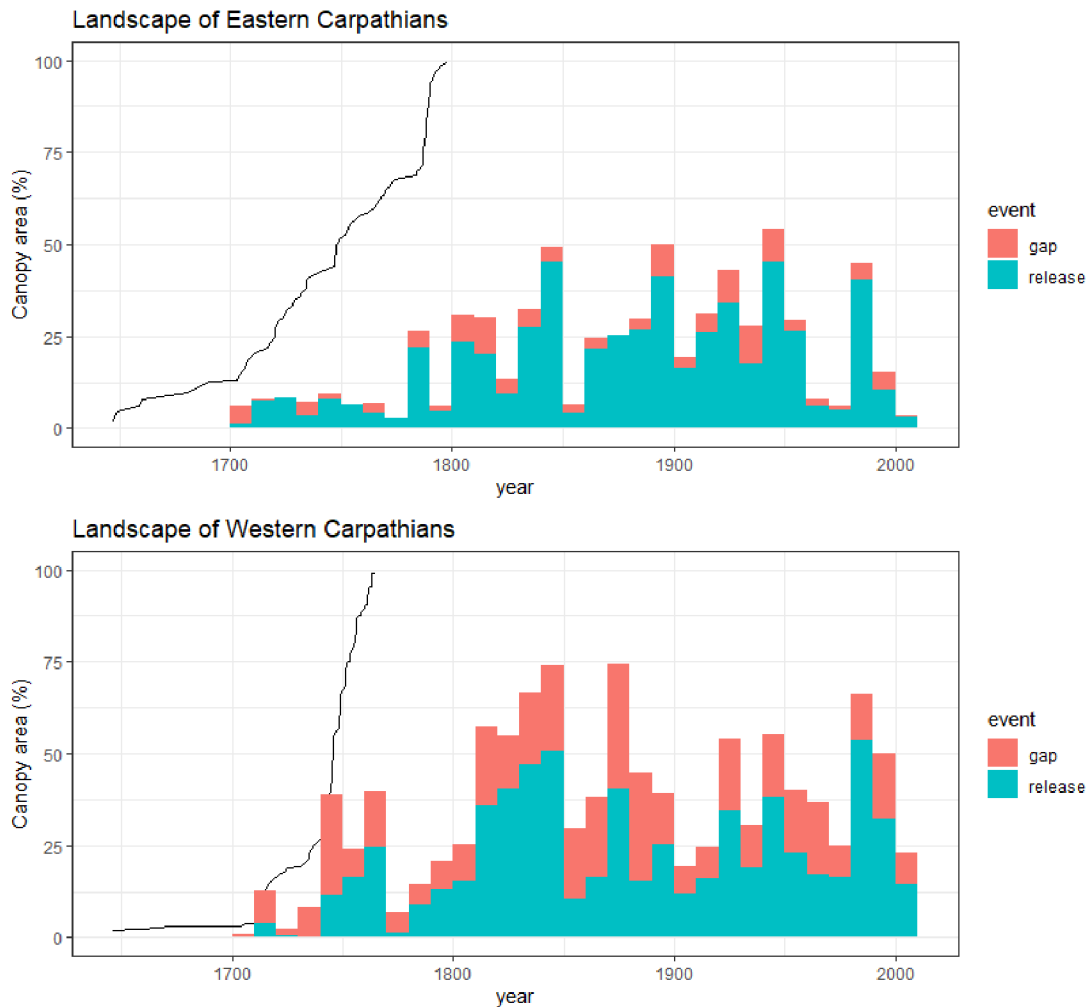 Landscape of Eastern Carpathians
100
75
50
25
0
Canopy area (%)
1700
1800
1900
2000
year
event
gap
release
Landscape of Western Carpathians
100
75
50
25
0
Canopy area (%)
1700
1800
1900
2000
year
event
gap
release